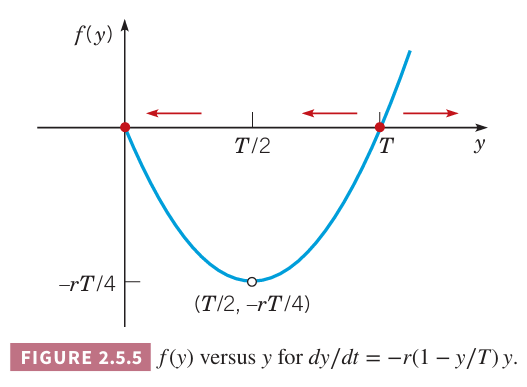 f(y)
T/2
T
y
–rT/4
(T/2, –rT/4)
FIGURE 2.5.5 f(y) versus y for dy/dt = −r(1 − y/T) y.